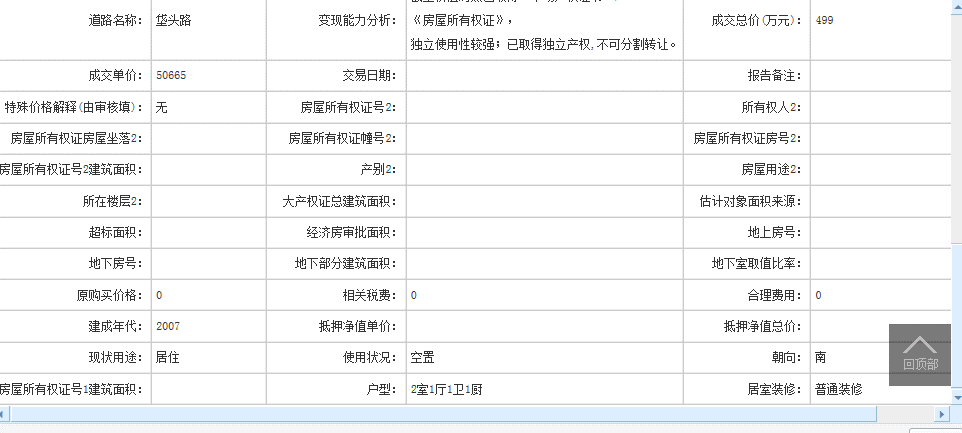 道路名称： 垡头路 变现能力分析： 《房屋所有权证》， 成交总价(万元)： 499
独立使用性较强；已取得独立产权,不可分割转让。
成交单价： 50665 交易日期： 报告备注：
特殊价格解释(由审核填)： 无 房屋所有权证号2： 所有权人2：
房屋所有权证房屋坐落2： 房屋所有权证幢号2： 房屋所有权证房号2：
房屋所有权证号2建筑面积： 产别2： 房屋用途2：
所在楼层2： 大产权证总建筑面积： 估计对象面积来源：
超标面积： 经济房审批面积： 地上房号：
地下房号： 地下部分建筑面积： 地下室取值比率：
原购买价格： 0 相关税费： 0 合理费用： 0
建成年代： 2007 抵押净值单价： 抵押净值总价：
现状用途： 居住 使用状况： 空置 朝向： 南
回顶部
房屋所有权证号1建筑面积： 户型： 2室1厅1卫1厨 居室装修： 普通装修